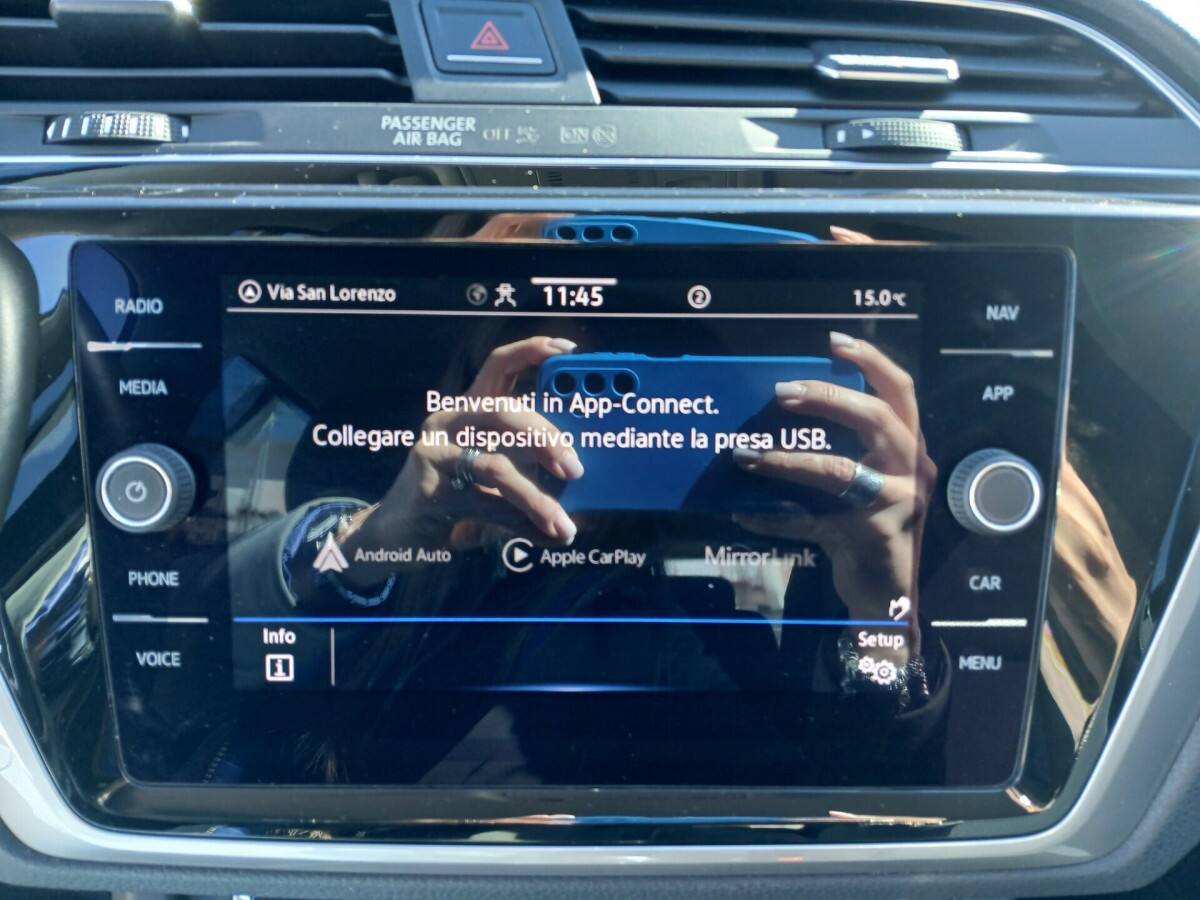 PASSENGER
AIR BAG
OFF
ON
RADIO
MEDIA
PHONE
VOICE
Via San Lorenzo
11:45
2
15.0°C
Benvenuti in App-Connect.
Collegare un dispositivo mediante la presa USB.
Android Auto
Apple CarPlay
MirrorLink
Info
Setup
NAV
APP
CAR
MENU